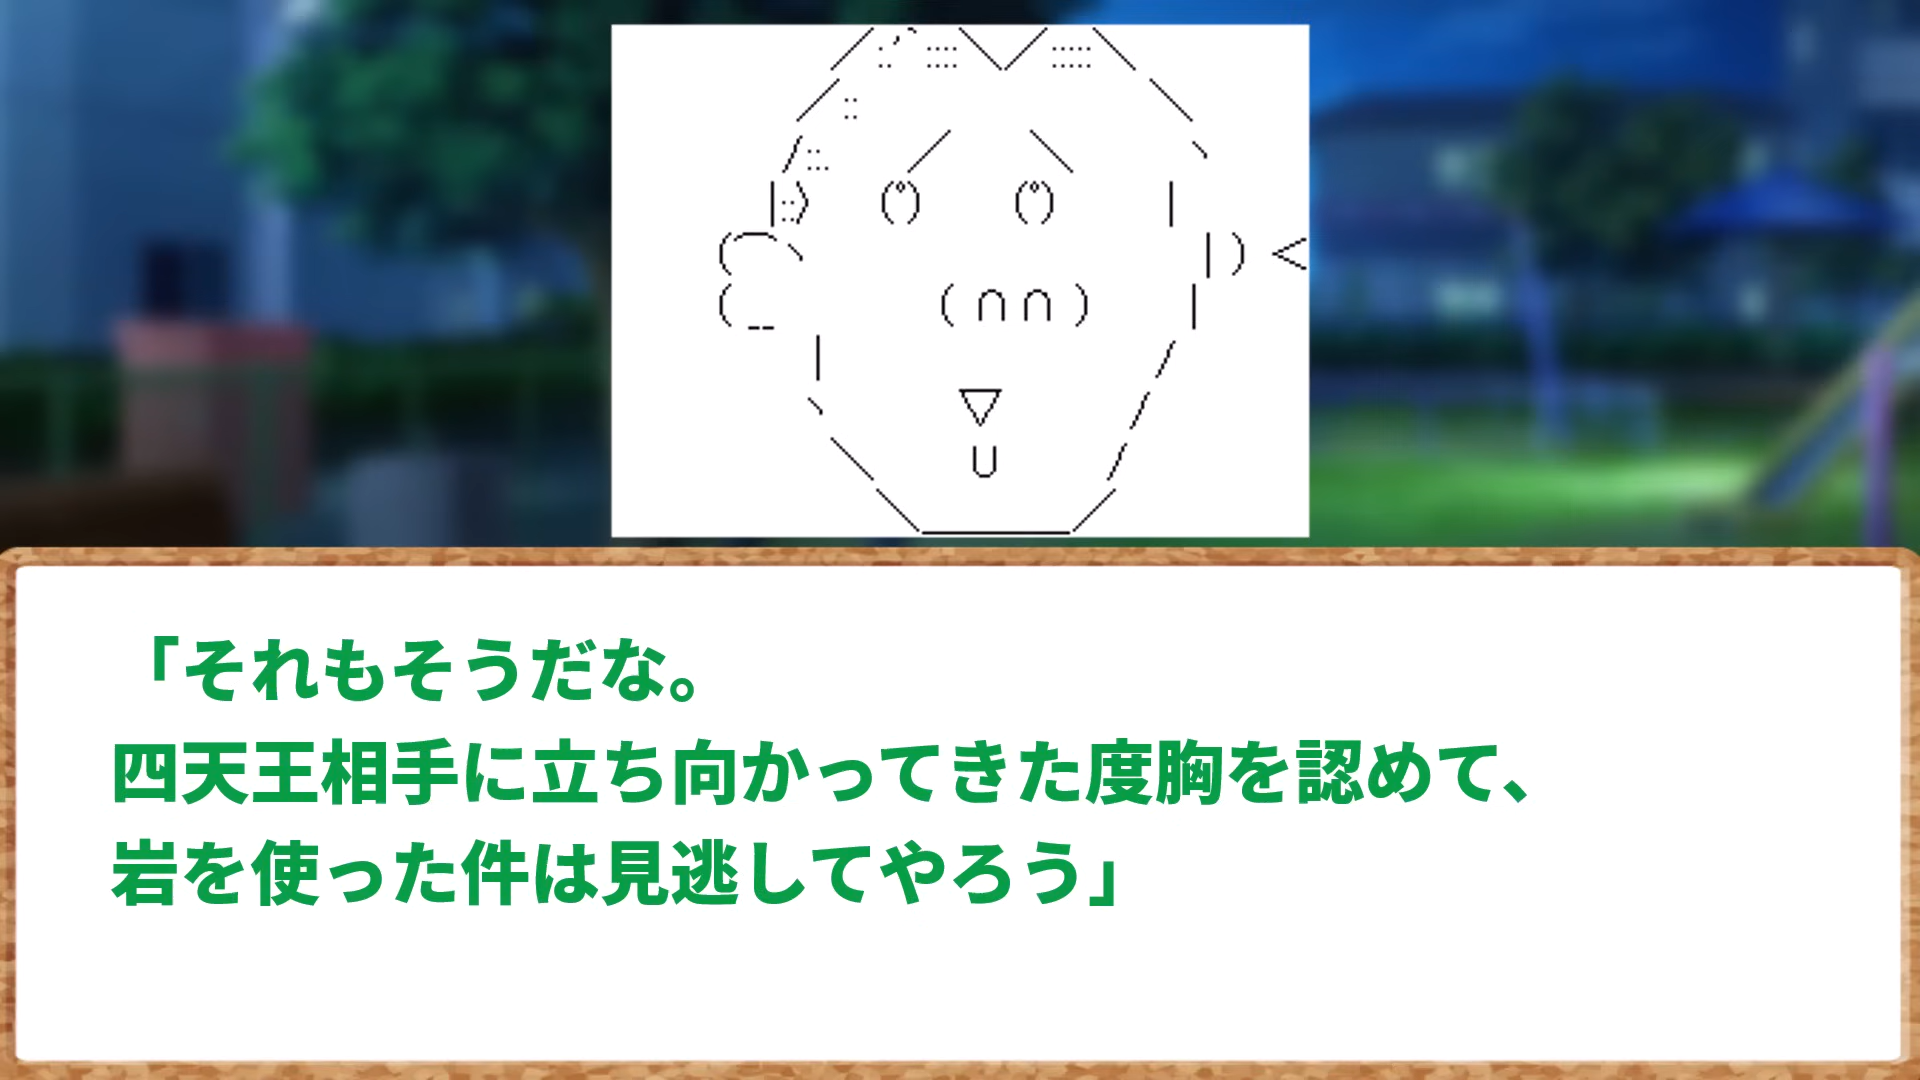 「それもそうだな。
四天王相手に立ち向かってきた度胸を認めて、
岩を使った件は見逃してやろう」